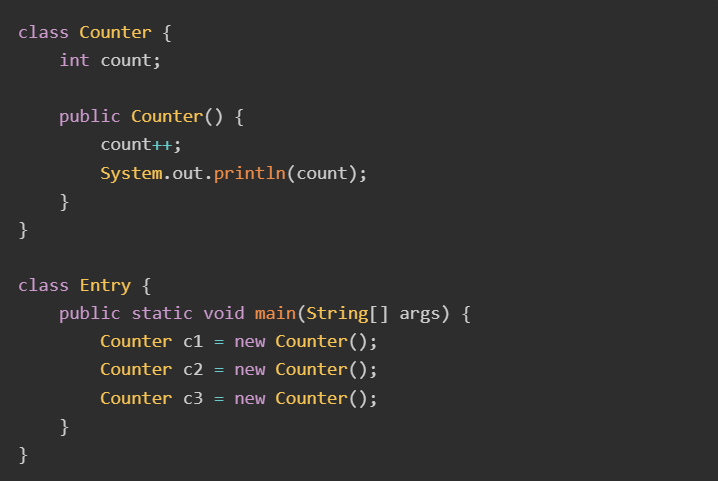 class Counter {
    int count;

    public Counter() {
        count++;
        System.out.println(count);
    }
}

class Entry {
    public static void main(String[] args) {
        Counter c1 = new Counter();
        Counter c2 = new Counter();
        Counter c3 = new Counter();
    }
}